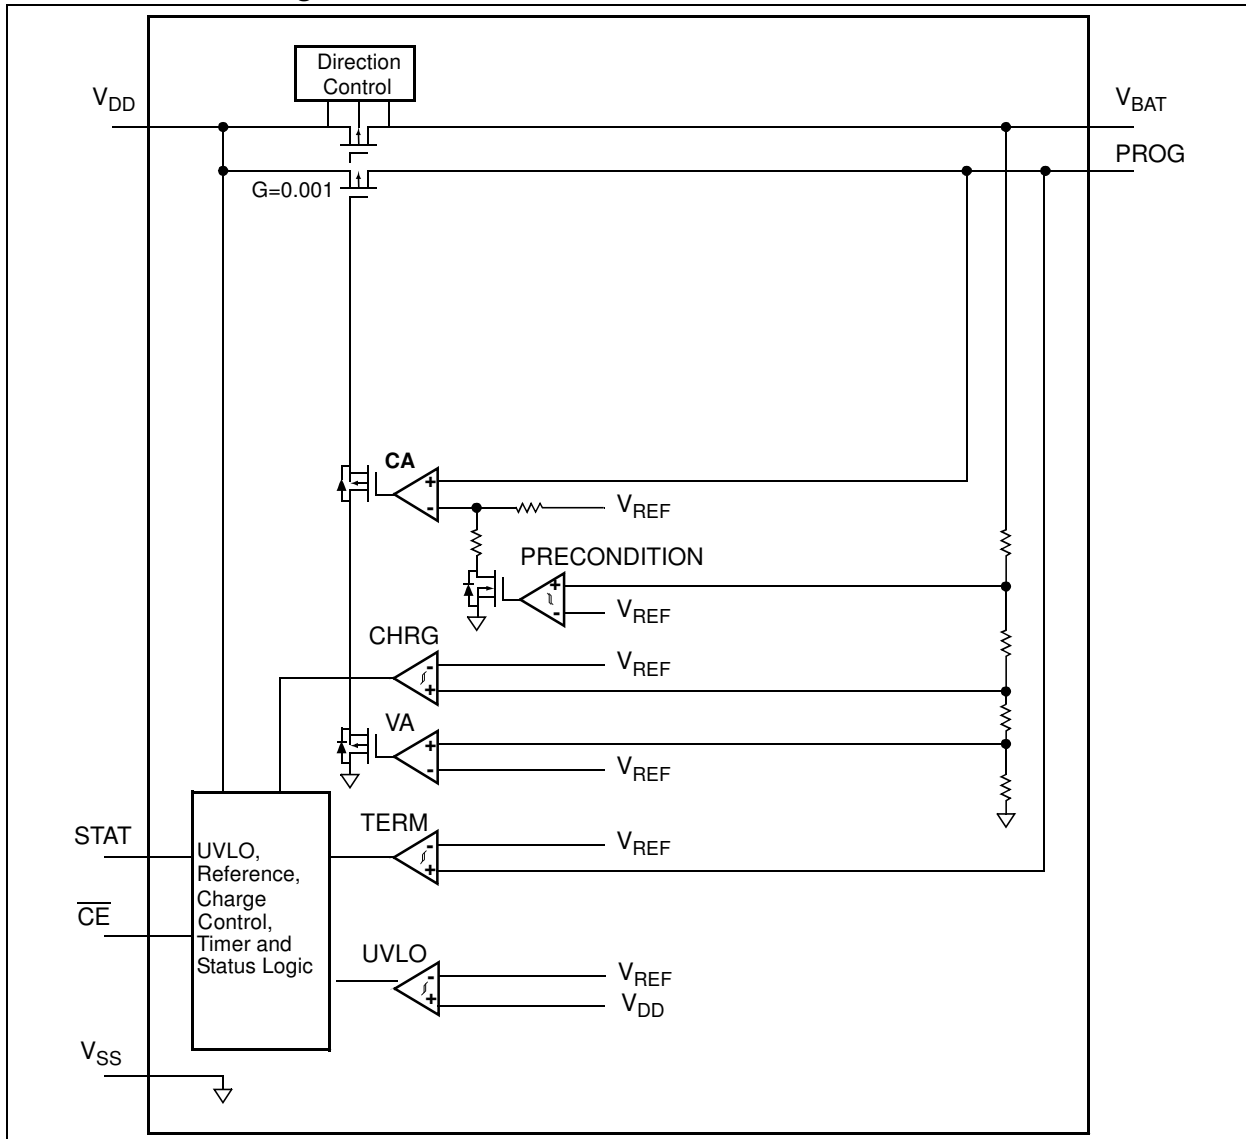 Direction
Control
VDD
VBAT
PROG
G=0.001
CA
+
-
VREF
PRECONDITION
+
-
VREF
CHRG
-
+
VREF
VA
+
-
VREF
STAT
TERM
-
+
VREF
UVLO,
Reference,
Charge
Control,
Timer and
Status Logic
CE
UVLO
-
+
VREF
VDD
VSS